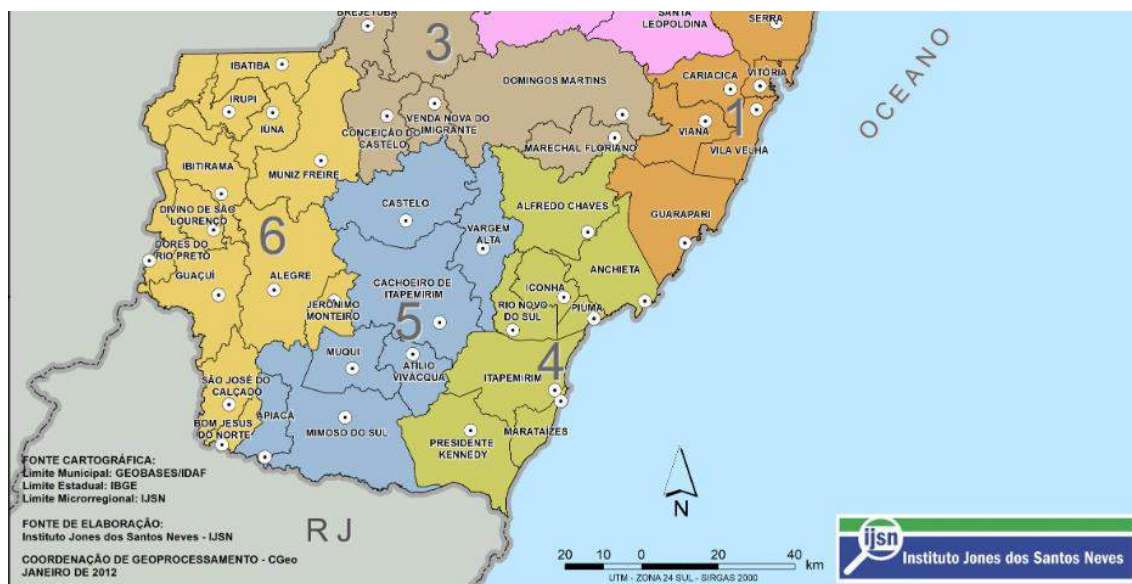 BREJETUBA
3
SANTA
LEOPOLDINA
SERRA
IBATIBA
DOMINGOS MARTINS
CARIACICA
VITÓRIA
OCEANO
IRUPI
IÚNA
VENDA NOVA DO
IMIGRANTE
CONCEIÇÃO DO
CASTELO
VIANA
1
MARECHAL FLORIANO
VILA VELHA
IBITIRAMA
MUNIZ FREIRE
CASTELO
ALFREDO CHAVES
GUARAPARI
DIVINO DE SÃO
LOURENÇO
6
VARGEM
ALTA
DORES DO
RIO PRETO
GUAÇUÍ
ALEGRE
CACHOEIRO DE
ITAPEMIRIM
ANCHIETA
ICONHA
JERÔNIMO
MONTEIRO
5
RIO NOVO
DO SUL
PIÚMA
MUQUI
ATÍLIO
VIVÁCQUA
4
ITAPEMIRIM
SÃO JOSÉ DO
CALÇADO
APIACÁ
BOM JESUS
DO NORTE
MIMOSO DO SUL
PRESIDENTE
KENNEDY
MARATAÍZES
FONTE CARTOGRÁFICA:
Limite Municipal: GEOBASES/IDAF
Limite Estadual: IBGE
Limite Microrregional: IJSN
FONTE DE ELABORAÇÃO:
Instituto Jones dos Santos Neves - IJSN
COORDENAÇÃO DE GEOPROCESSAMENTO - CGeo
JANEIRO DE 2012
RJ
N
20 10 0 20 40
km
UTM - ZONA 24 SUL - SIRGAS 2000
ijsn
Instituto Jones dos Santos Neves